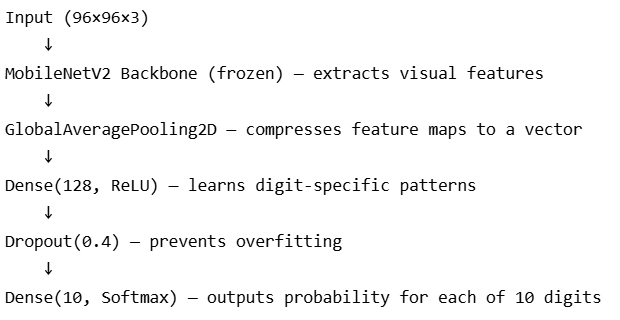 Input (96×96×3)
↓
MobileNetV2 Backbone (frozen) — extracts visual features
↓
GlobalAveragePooling2D — compresses feature maps to a vector
↓
Dense(128, ReLU) — learns digit-specific patterns
↓
Dropout(0.4) — prevents overfitting
↓
Dense(10, Softmax) — outputs probability for each of 10 digits